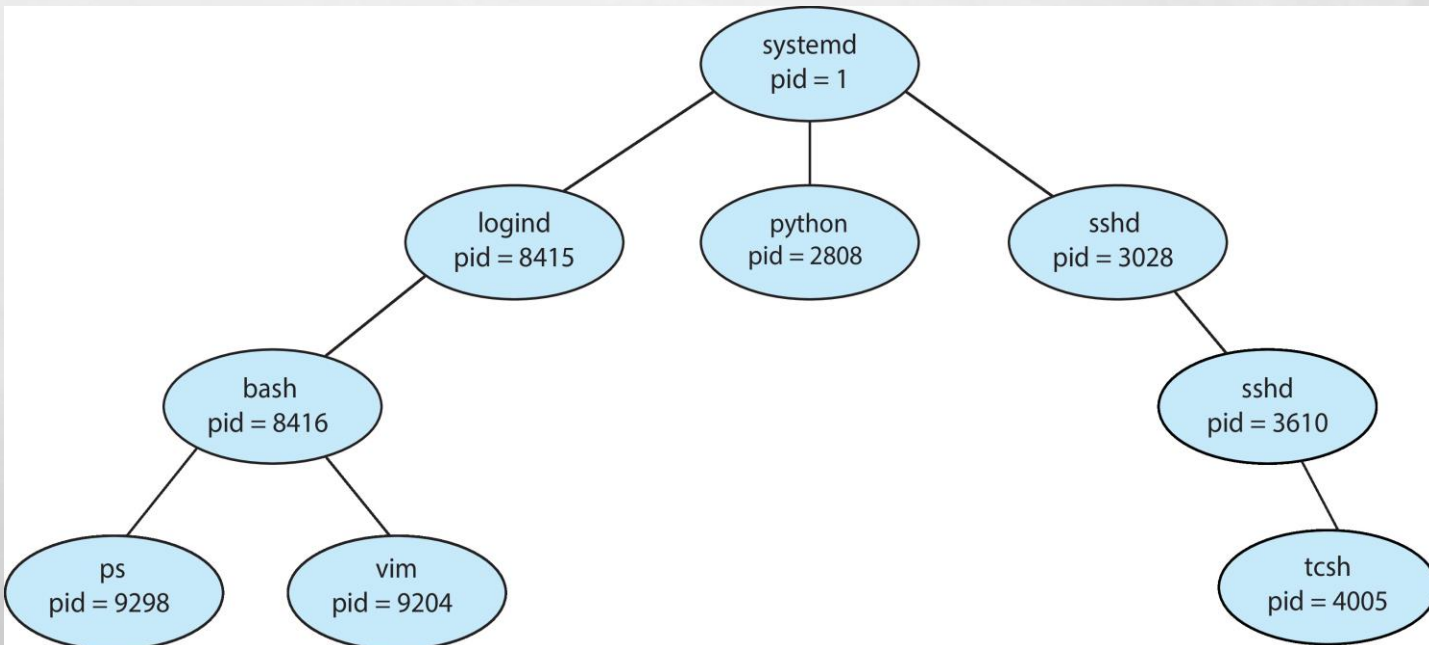 systemd
pid = 1
logind
pid = 8415
python
pid = 2808
sshd
pid = 3028
bash
pid = 8416
sshd
pid = 3610
ps
pid = 9298
vim
pid = 9204
tcsh
pid = 4005